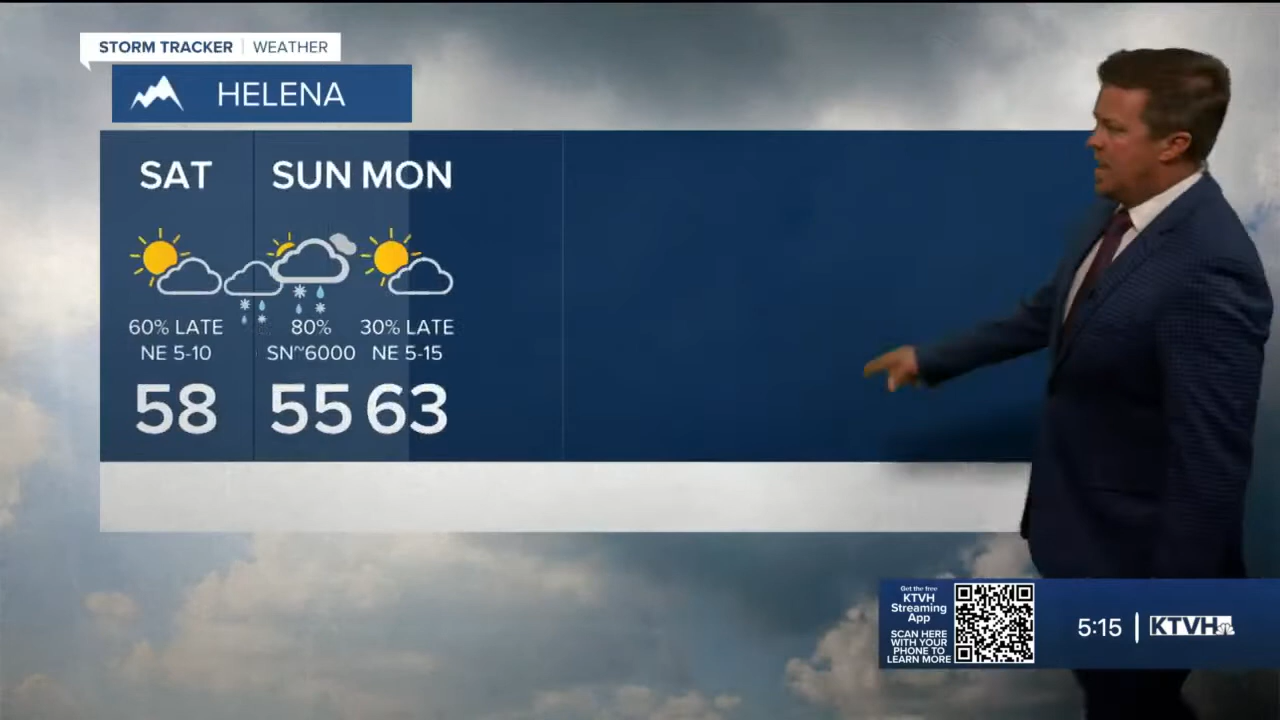 STORM TRACKER | WEATHER
HELENA
SAT SUN MON
60% LATE 80% 30% LATE
NE 5-10 SN~6000 NE 5-15
58 55 63
Get the free
KTVH
Streaming
App
SCAN HERE
WITH YOUR
PHONE TO
LEARN MORE
5:15 | KTVH